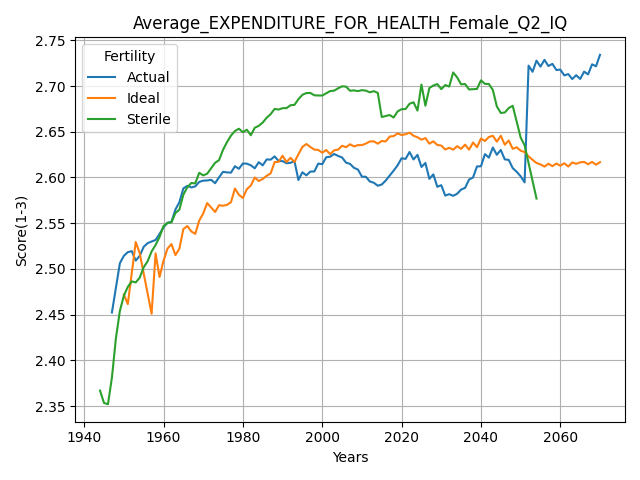 Average_EXPENDITURE_FOR_HEALTH_Female_Q2_IQ
Fertility
Actual
Ideal
Sterile
Score(1-3)
2.75
2.70
2.65
2.60
2.55
2.50
2.45
2.40
2.35
1940
1960
1980
2000
2020
2040
2060
Years